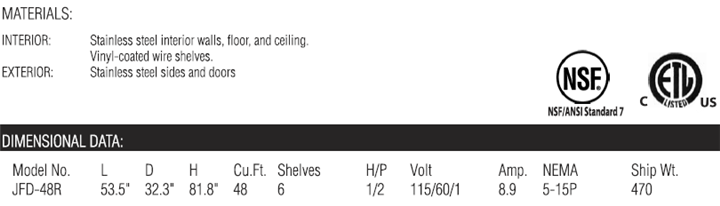 MATERIALS:
INTERIOR: Stainless steel interior walls, floor, and ceiling.
Vinyl-coated wire shelves.
EXTERIOR: Stainless steel sides and doors
NSF®
NSF/ANSI Standard 7
C ETL LISTED US
DIMENSIONAL DATA:
Model No. L D H Cu.Ft. Shelves H/P Volt Amp. NEMA Ship Wt.
JFD-48R 53.5" 32.3" 81.8" 48 6 1/2 115/60/1 8.9 5-15P 470